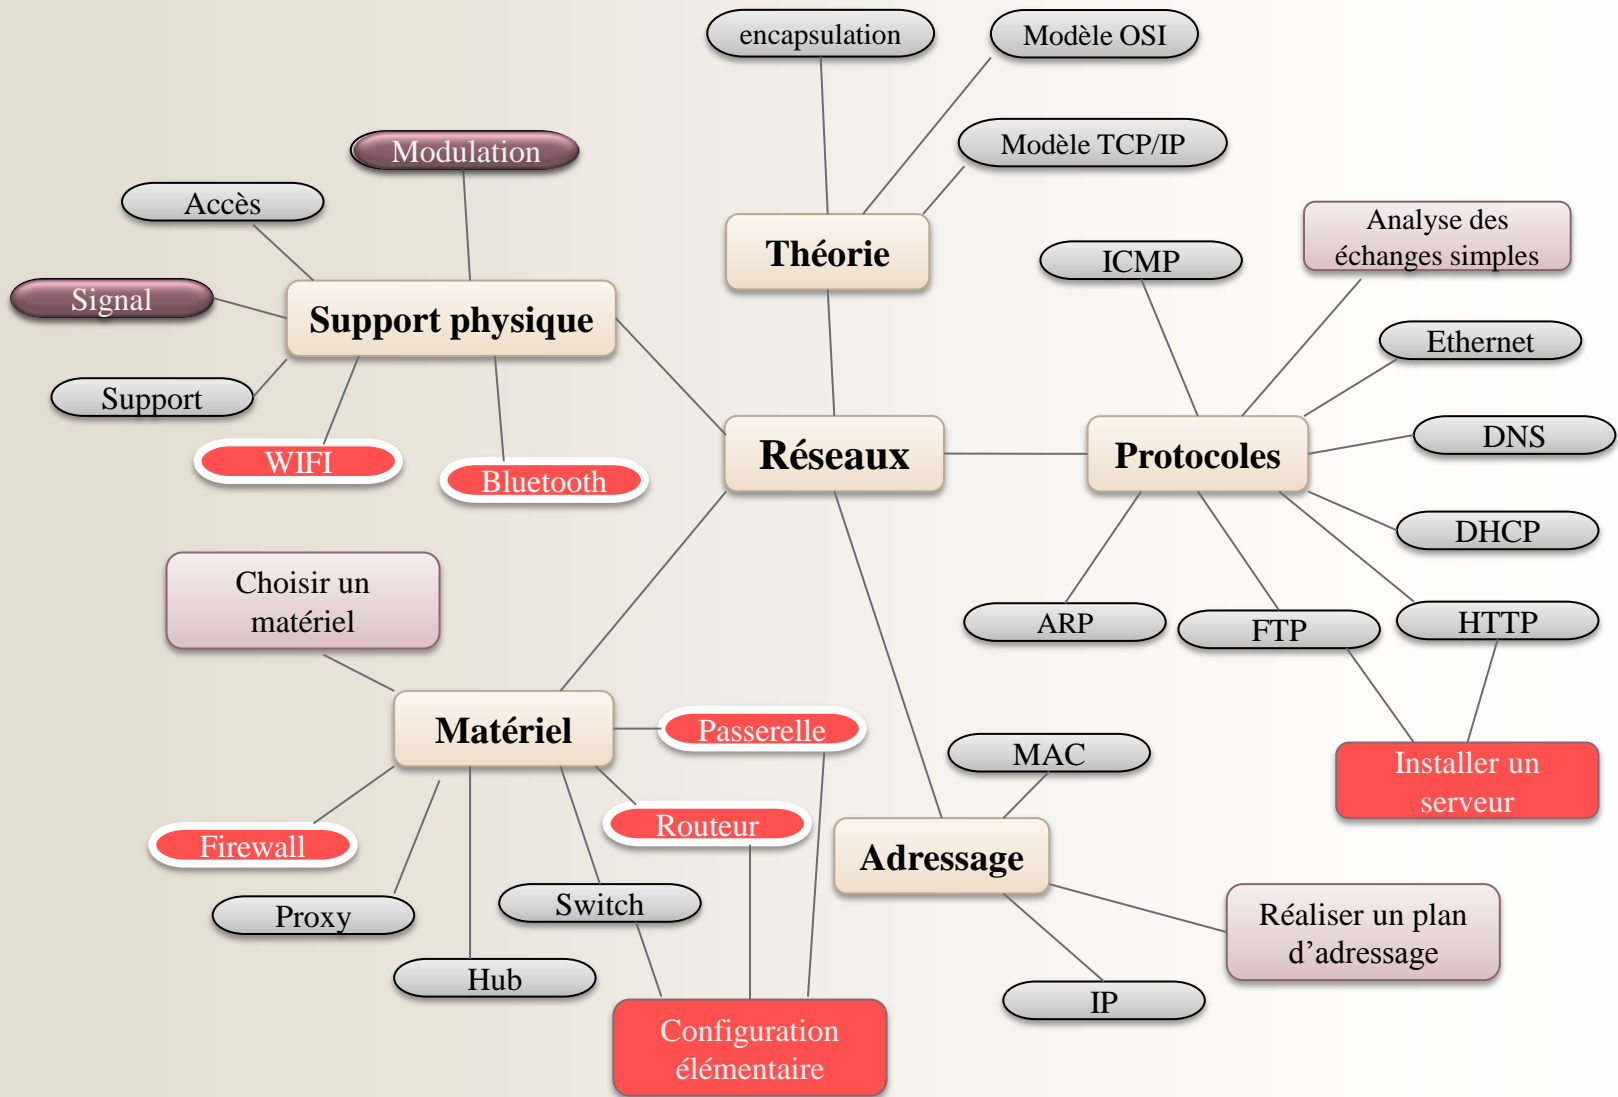 encapsulation
Modèle OSI
Modulation
Modèle TCP/IP
Accès
Analyse des
échanges simples
Théorie
ICMP
Signal
Support physique
Ethernet
Support
WIFI
Bluetooth
Réseaux
Protocoles
DNS
DHCP
Choisir un
matériel
ARP
FTP
HTTP
Matériel
Passerelle
MAC
Installer un
serveur
Firewall
Routeur
Adressage
Proxy
Switch
Réaliser un plan
d’adressage
Hub
IP
Configuration
élémentaire